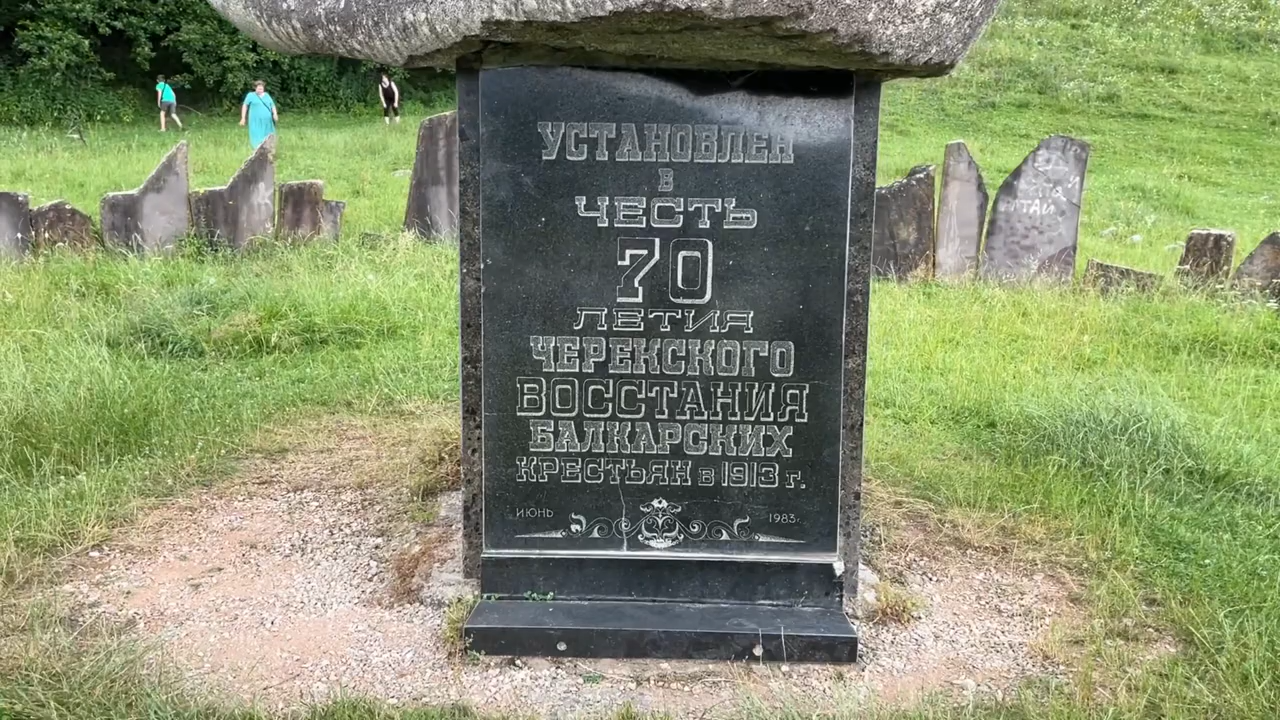 УСТАНОВЛЕН
В
ЧЕСТЬ
70
ЛЕТИЯ
ЧЕРЕКСКОГО
ВОССТАНИЯ
БАЛКАРСКИХ
КРЕСТЬЯН В 1913 Г.
ИЮНЬ 1983г.